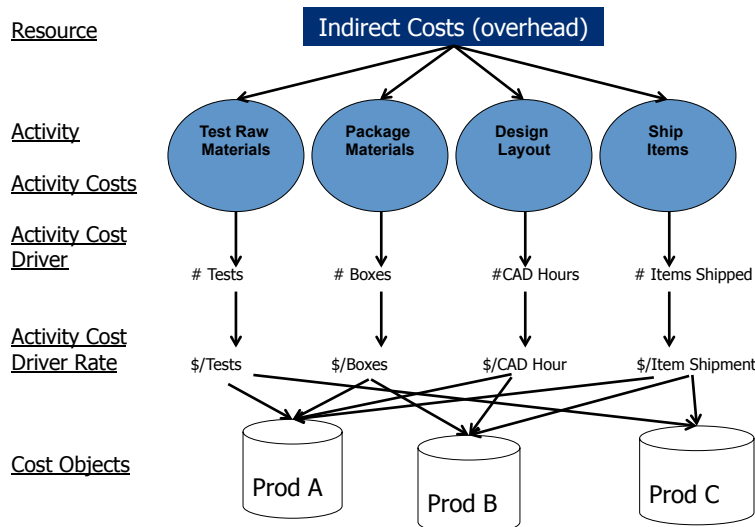 Resource
Indirect Costs (overhead)
Activity
Test Raw
Materials
Package
Materials
Design
Layout
Ship
Items
Activity Costs
Activity Cost
Driver
# Tests
# Boxes
#CAD Hours
# Items Shipped
Activity Cost
Driver Rate
$/Tests
$/Boxes
$/CAD Hour
$/Item Shipment
Cost Objects
Prod A
Prod B
Prod C